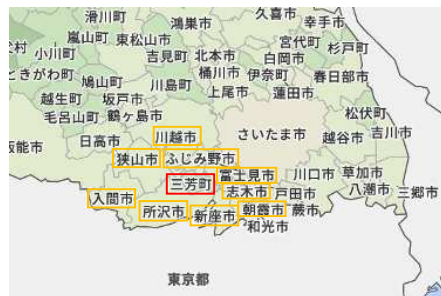 滑川町 鴻巣市 久喜市 幸手市
嵐山町 東松山市 宮代町 杉戸町
小川町 吉見町 北本市 白岡市
ときがわ町 鳩山町 川島町 桶川市 伊奈町 春日部市
上尾市 蓮田市
越生町 坂戸市
毛呂山町 鶴ヶ島市 松伏町
川越市 さいたま市 越谷市 吉川市
飯能市 日高市
狭山市 ふじみ野市
富士見市 川口市 草加市
三芳町 志木市 戸田市 八潮市 三郷市
入間市
所沢市 新座市 朝霞市 蕨市
和光市
東京都